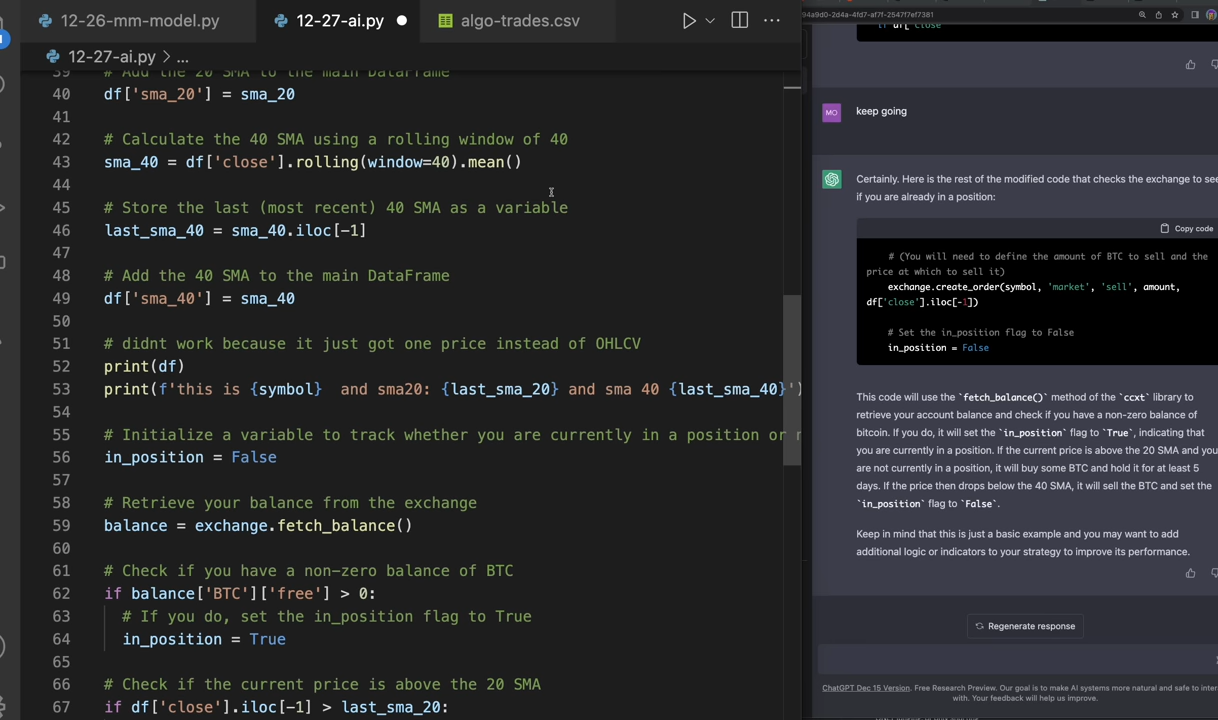 12-26-mm-model.py
12-27-ai.py
algo-trades.csv
12-27-ai.py > ...
39 # Add the 20 SMA to the main DataFrame
40 df['sma_20'] = sma_20
41
42 # Calculate the 40 SMA using a rolling window of 40
43 sma_40 = df['close'].rolling(window=40).mean()
44
45 # Store the last (most recent) 40 SMA as a variable
46 last_sma_40 = sma_40.iloc[-1]
47
48 # Add the 40 SMA to the main DataFrame
49 df['sma_40'] = sma_40
50
51 # didnt work because it just got one price instead of OHLCV
52 print(df)
53 print(f'this is {symbol}  and sma20: {last_sma_20} and sma 40 {last_sma_40}')
54
55 # Initialize a variable to track whether you are currently in a position or
56 in_position = False
57
58 # Retrieve your balance from the exchange
59 balance = exchange.fetch_balance()
60
61 # Check if you have a non-zero balance of BTC
62 if balance['BTC']['free'] > 0:
63 # If you do, set the in_position flag to True
64 in_position = True
65
66 # Check if the current price is above the 20 SMA
67 if df['close'].iloc[-1] > last_sma_20:
94a9d0-2d4a-4fd7-af7f-2547f7ef7381
if df['close'
MO
keep going
Certainly. Here is the rest of the modified code that checks the exchange to see
if you are already in a position:
Copy code
# (You will need to define the amount of BTC to sell and the
price at which to sell it)
exchange.create_order(symbol, 'market', 'sell', amount,
df['close'].iloc[-1])
# Set the in_position flag to False
in_position = False
This code will use the `fetch_balance()` method of the `ccxt` library to
retrieve your account balance and check if you have a non-zero balance of
bitcoin. If you do, it will set the `in_position` flag to `True`, indicating that
you are currently in a position. If the current price is above the 20 SMA and you
are not currently in a position, it will buy some BTC and hold it for at least 5
days. If the price then drops below the 40 SMA, it will sell the BTC and set the
`in_position` flag to `False`.
Keep in mind that this is just a basic example and you may want to add
additional logic or indicators to your strategy to improve its performance.
Regenerate response
ChatGPT Dec 15 Version. Free Research Preview. Our goal is to make AI systems more natural and safe to inter
with. Your feedback will help us improve.